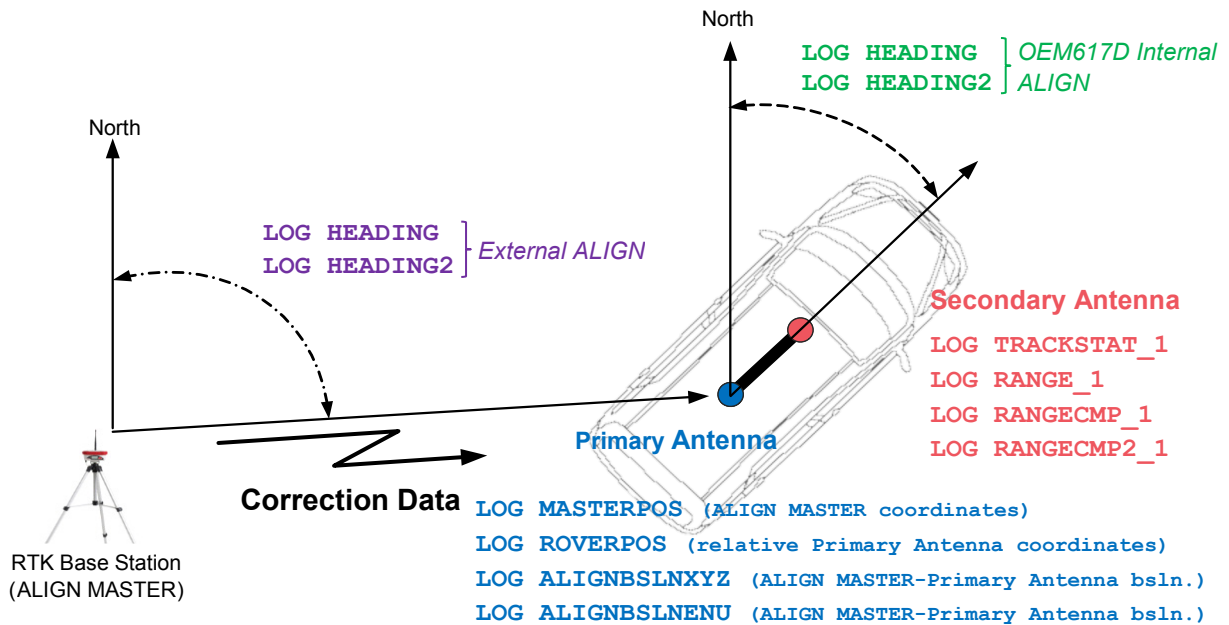 North
LOG HEADING
LOG HEADING2
OEM617D Internal
ALIGN
North
LOG HEADING
LOG HEADING2
External ALIGN
Secondary Antenna
LOG TRACKSTAT_1
LOG RANGE_1
LOG RANGECMP_1
LOG RANGECMP2_1
Primary Antenna
Correction Data
LOG MASTERPOS (ALIGN MASTER coordinates)
LOG ROVERPOS (relative Primary Antenna coordinates)
LOG ALIGNBSLNXYZ (ALIGN MASTER-Primary Antenna bsln.)
LOG ALIGNBSLNENU (ALIGN MASTER-Primary Antenna bsln.)
RTK Base Station
(ALIGN MASTER)